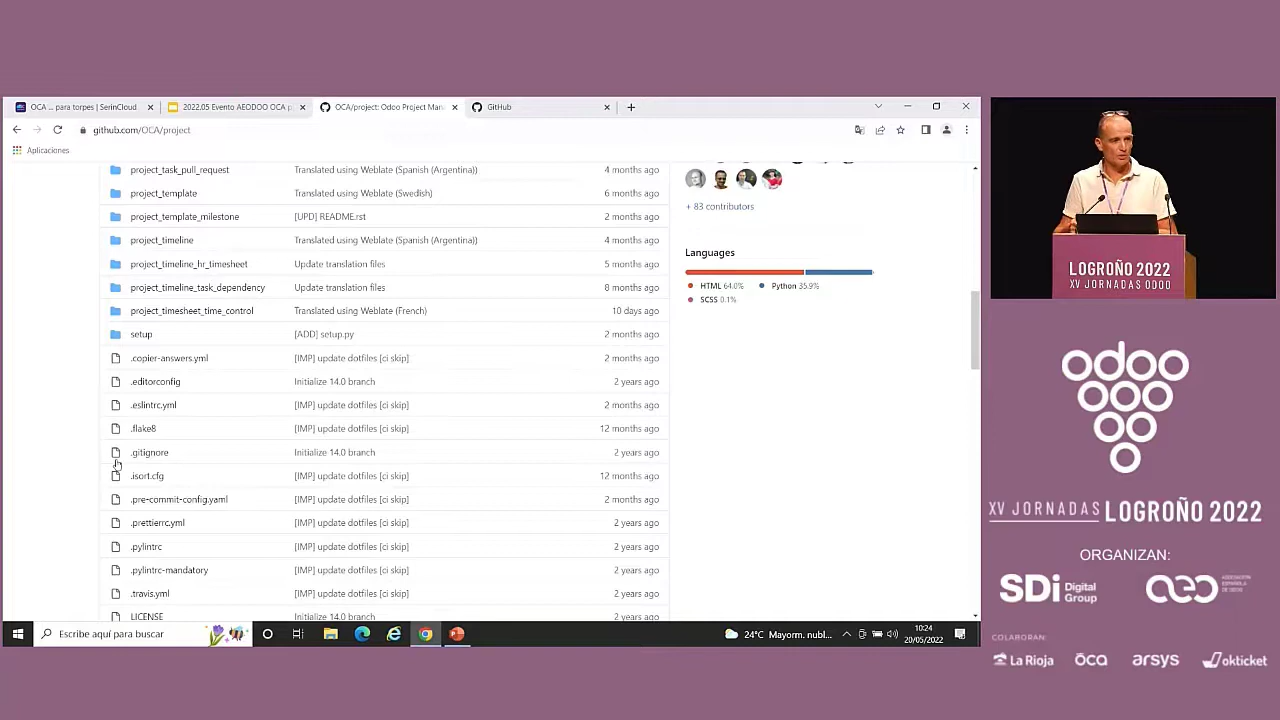 OCA ... para torpes | SerinCloud
2022.05 Evento AEODOO OCA p
OCA/project: Odoo Project Man
GitHub
github.com/OCA/project
Aplicaciones
project_task_pull_request Translated using Weblate (Spanish (Argentina)) 4 months ago
project_template Translated using Weblate (Swedish) 6 months ago
project_template_milestone [UPD] README.rst 2 months ago
project_timeline Translated using Weblate (Spanish (Argentina)) 4 months ago
project_timeline_hr_timesheet Update translation files 5 months ago
project_timeline_task_dependency Update translation files 8 months ago
project_timesheet_time_control Translated using Weblate (French) 10 days ago
setup [ADD] setup.py 2 months ago
.copier-answers.yml [IMP] update dotfiles [ci skip] 2 months ago
.editorconfig Initialize 14.0 branch 2 years ago
.eslintrc.yml [IMP] update dotfiles [ci skip] 2 months ago
.flake8 [IMP] update dotfiles [ci skip] 12 months ago
.gitignore Initialize 14.0 branch 2 years ago
.isort.cfg [IMP] update dotfiles [ci skip] 12 months ago
.pre-commit-config.yaml [IMP] update dotfiles [ci skip] 2 months ago
.prettierrc.yml [IMP] update dotfiles [ci skip] 2 years ago
.pylintrc [IMP] update dotfiles [ci skip] 2 years ago
.pylintrc-mandatory [IMP] update dotfiles [ci skip] 2 years ago
.travis.yml [IMP] update dotfiles [ci skip] 2 years ago
LICENSE Initialize 14.0 branch 2 years ago
+ 83 contributors
Languages
HTML 64.0% Python 35.9%
SCSS 0.1%
Escribe aquí para buscar
24°C Mayorm. nubl...
10:24
20/05/2022
LOGROÑO 2022
XV JORNADAS ODOO
odoo
XV JORNADAS LOGROÑO 2022
ORGANIZAN:
SDi Digital
Group
aeo ASOCIACIÓN
ESPAÑOLA
DE ODOO
COLABORAN:
La Rioja
ōca
arsys
okticket